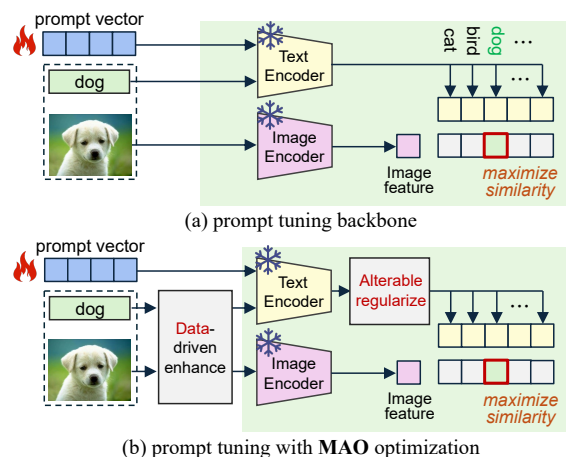 prompt vector
dog
Text
Encoder
Image
Encoder
Image
feature
cat
bird
dog
...
...
maximize
similarity
(a) prompt tuning backbone
prompt vector
dog
Data-
driven
enhance
Text
Encoder
Alterable
regularize
Image
Encoder
Image
feature
...
maximize
similarity
(b) prompt tuning with MAO optimization